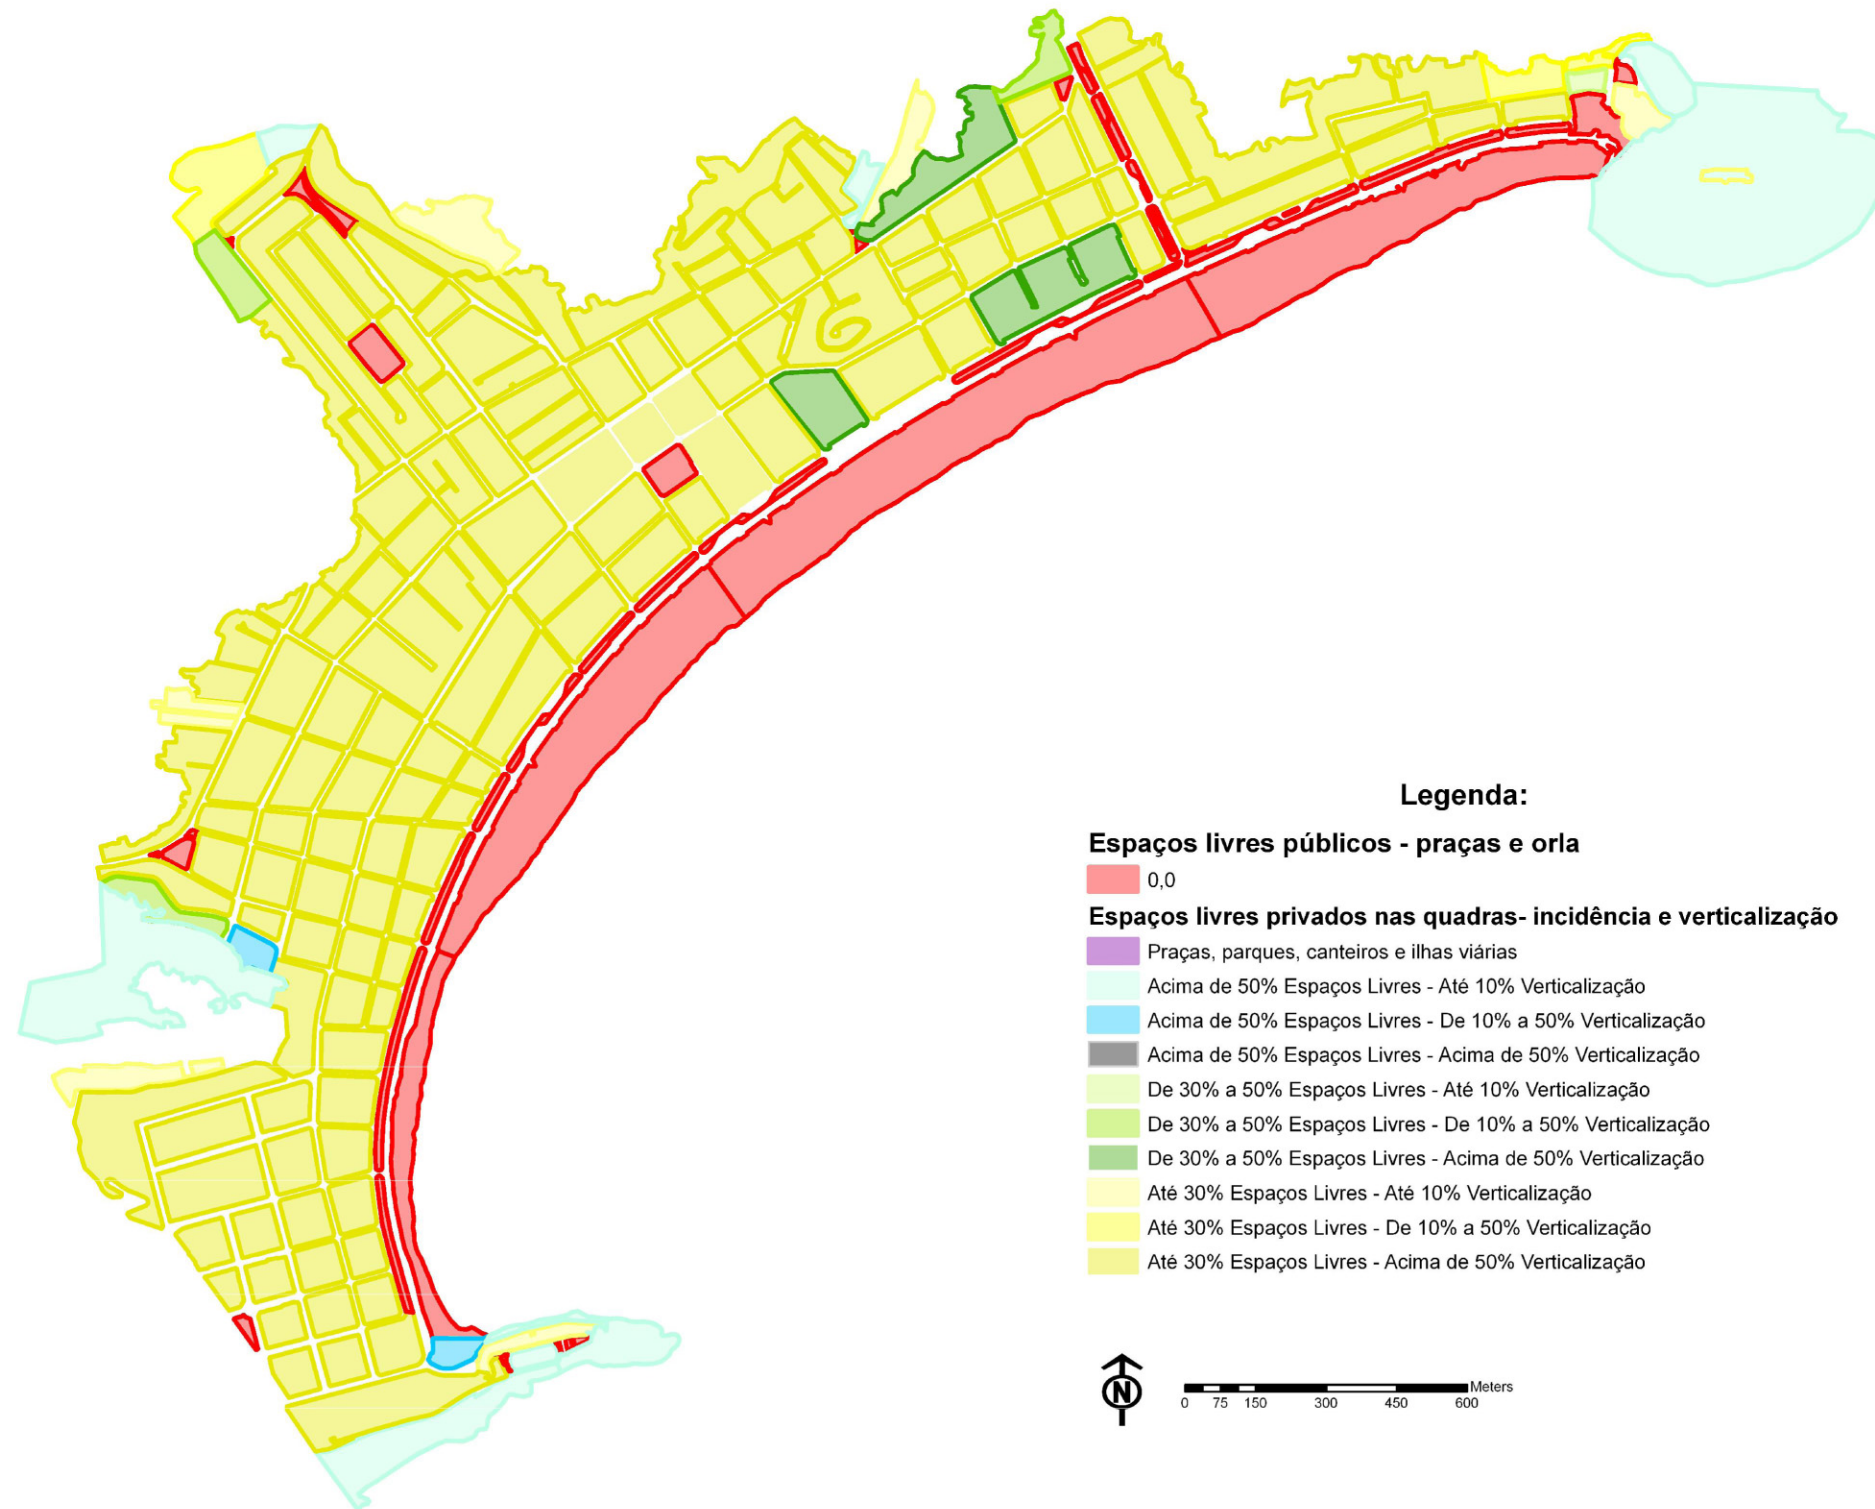 Legenda:
Espaços livres públicos - praças e orla
0,0
Espaços livres privados nas quadras- incidência e verticalização
Praças, parques, canteiros e ilhas viárias
Acima de 50% Espaços Livres - Até 10% Verticalização
Acima de 50% Espaços Livres - De 10% a 50% Verticalização
Acima de 50% Espaços Livres - Acima de 50% Verticalização
De 30% a 50% Espaços Livres - Até 10% Verticalização
De 30% a 50% Espaços Livres - De 10% a 50% Verticalização
De 30% a 50% Espaços Livres - Acima de 50% Verticalização
Até 30% Espaços Livres - Até 10% Verticalização
Até 30% Espaços Livres - De 10% a 50% Verticalização
Até 30% Espaços Livres - Acima de 50% Verticalização
N
Meters
0 75 150 300 450 600